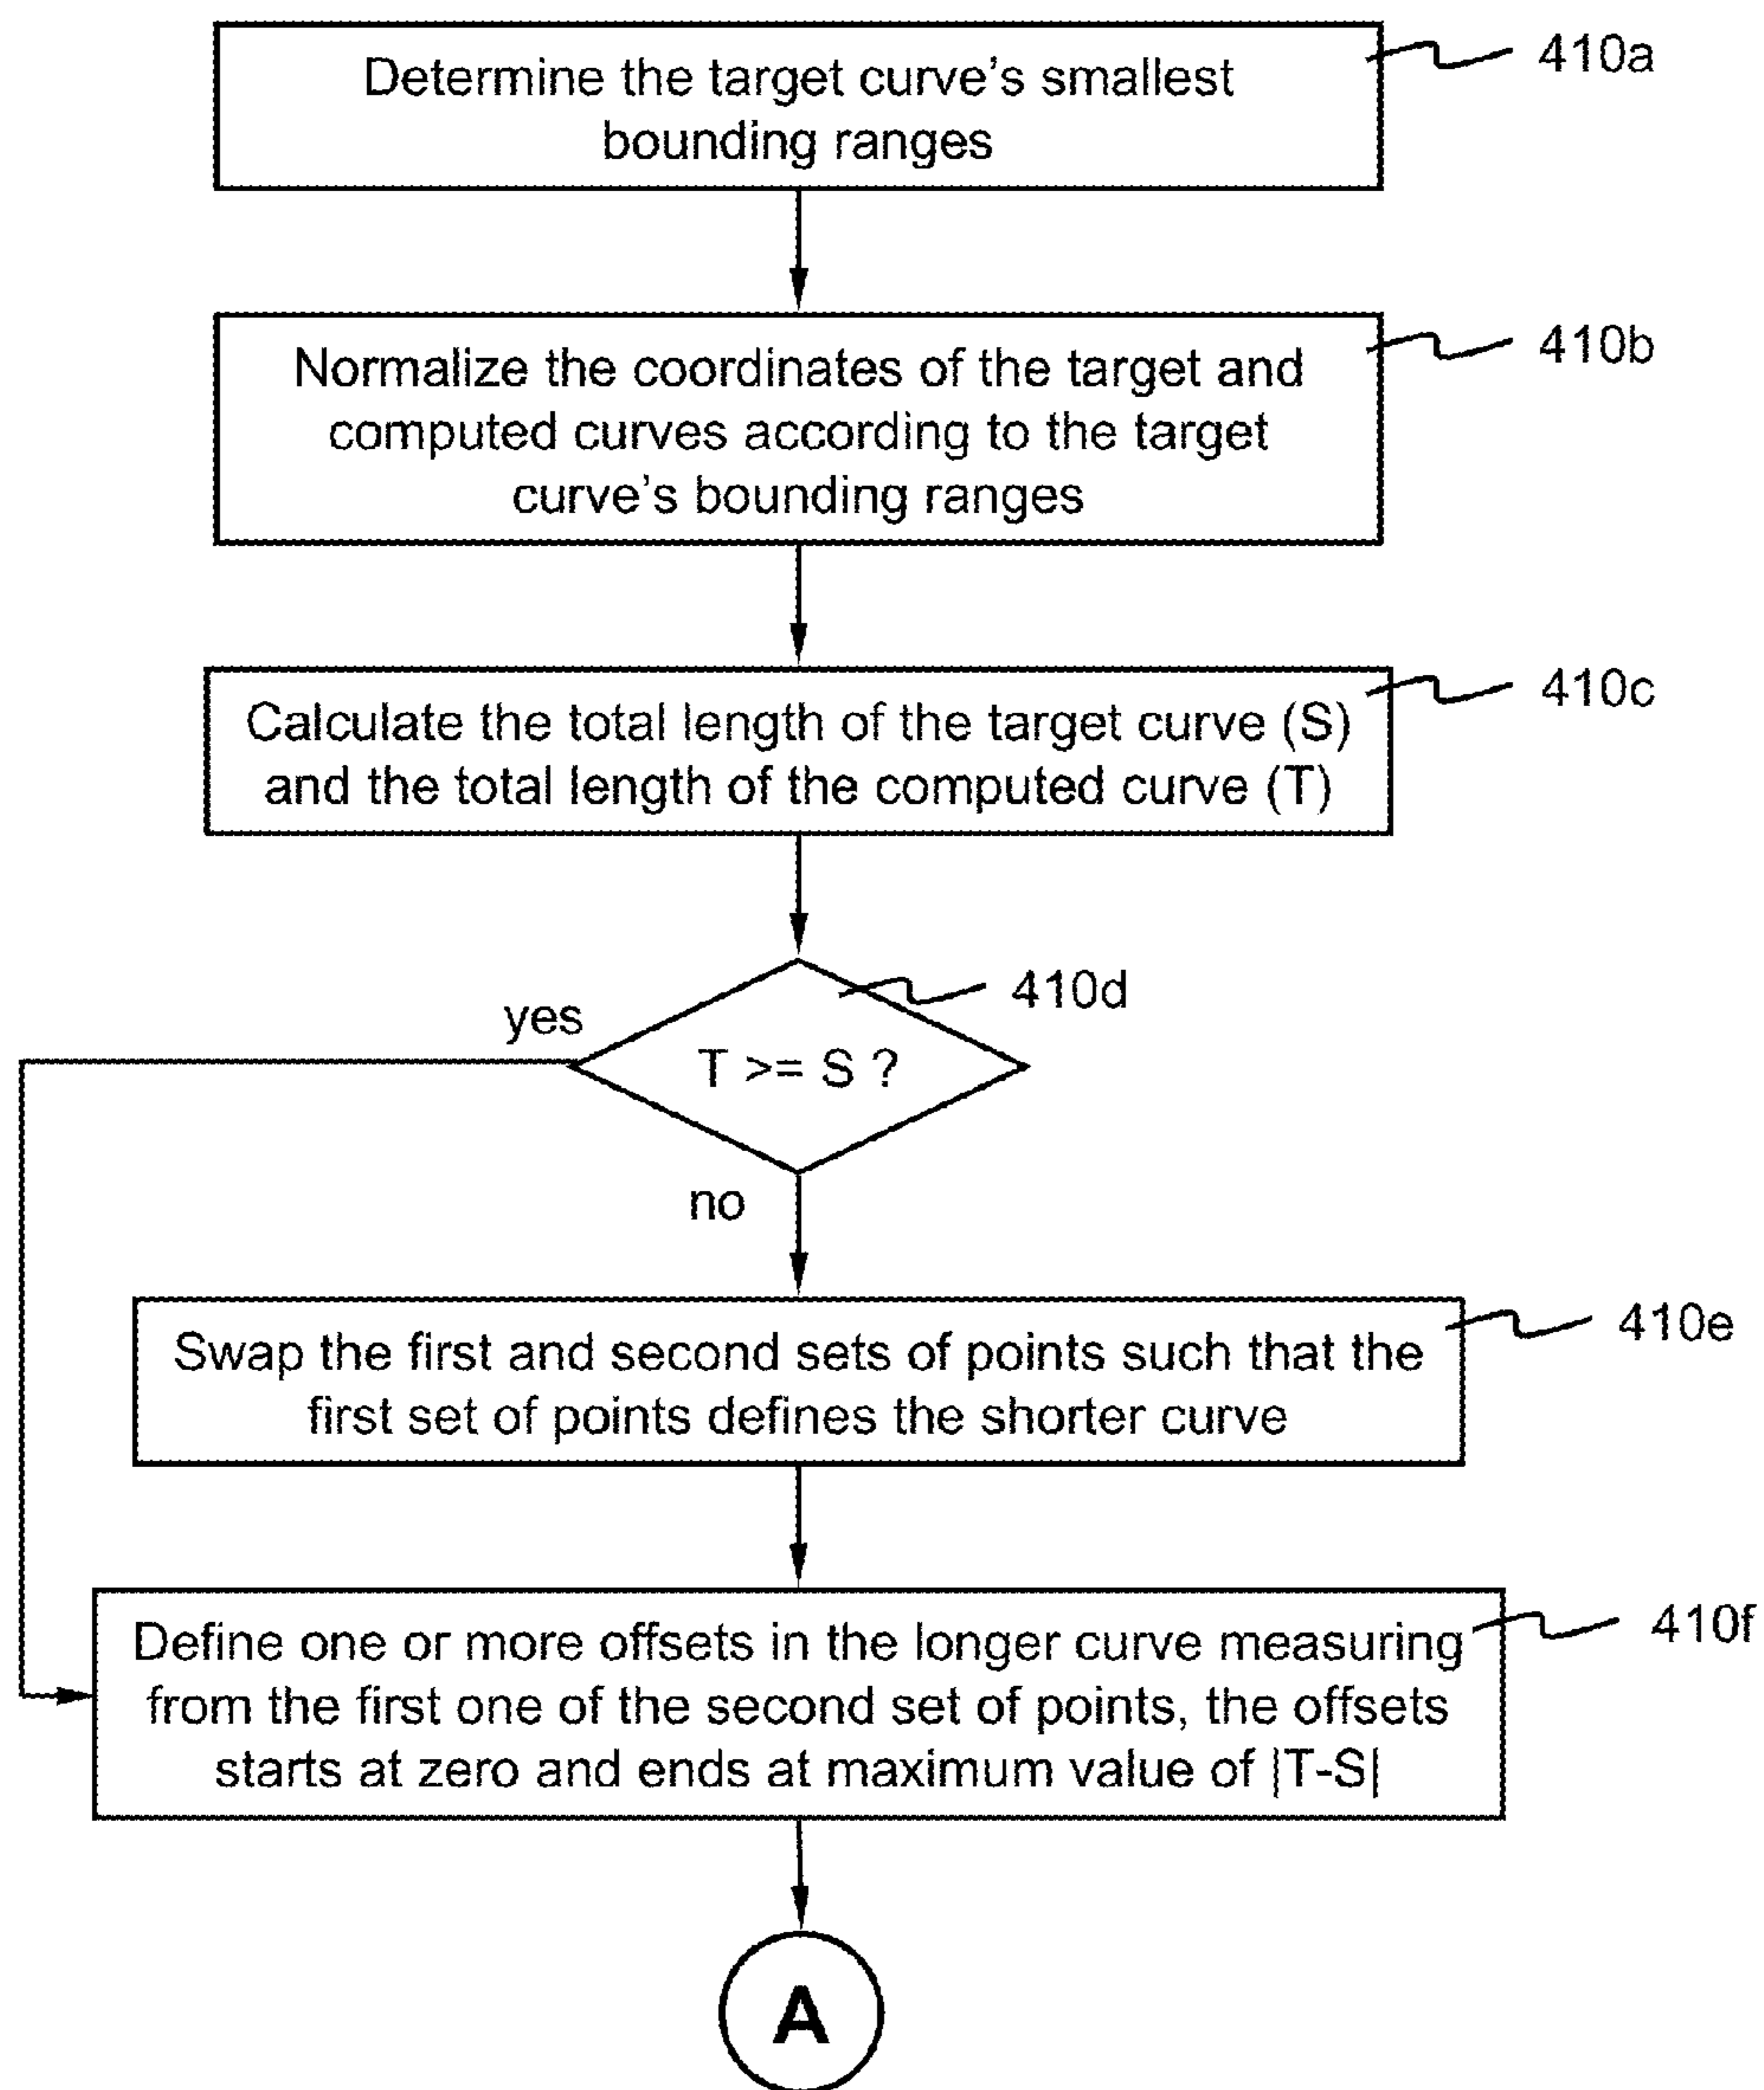 Determine the target curve's smallest
bounding ranges
410a
Normalize the coordinates of the target and
computed curves according to the target
curve's bounding ranges
410b
Calculate the total length of the target curve (S)
and the total length of the computed curve (T)
410c
410d
yes
T >= S ?
no
Swap the first and second sets of points such that the
first set of points defines the shorter curve
410e
Define one or more offsets in the longer curve measuring
from the first one of the second set of points, the offsets
starts at zero and ends at maximum value of |T-S|
410f
A